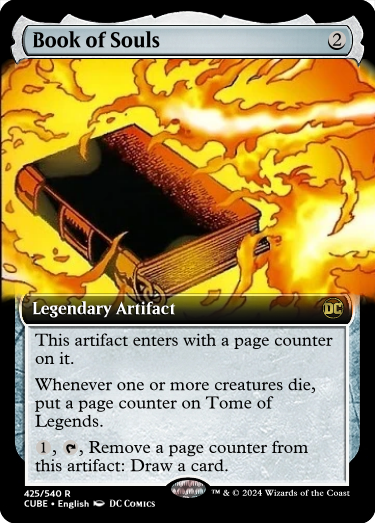 Book of Souls 2
Legendary Artifact DC
This artifact enters with a page counter
on it.
Whenever one or more creatures die,
put a page counter on Tome of
Legends.
1, , Remove a page counter from
this artifact: Draw a card.
425/540 R
CUBE • English DC COMICS
™ & © 2024 Wizards of the Coast